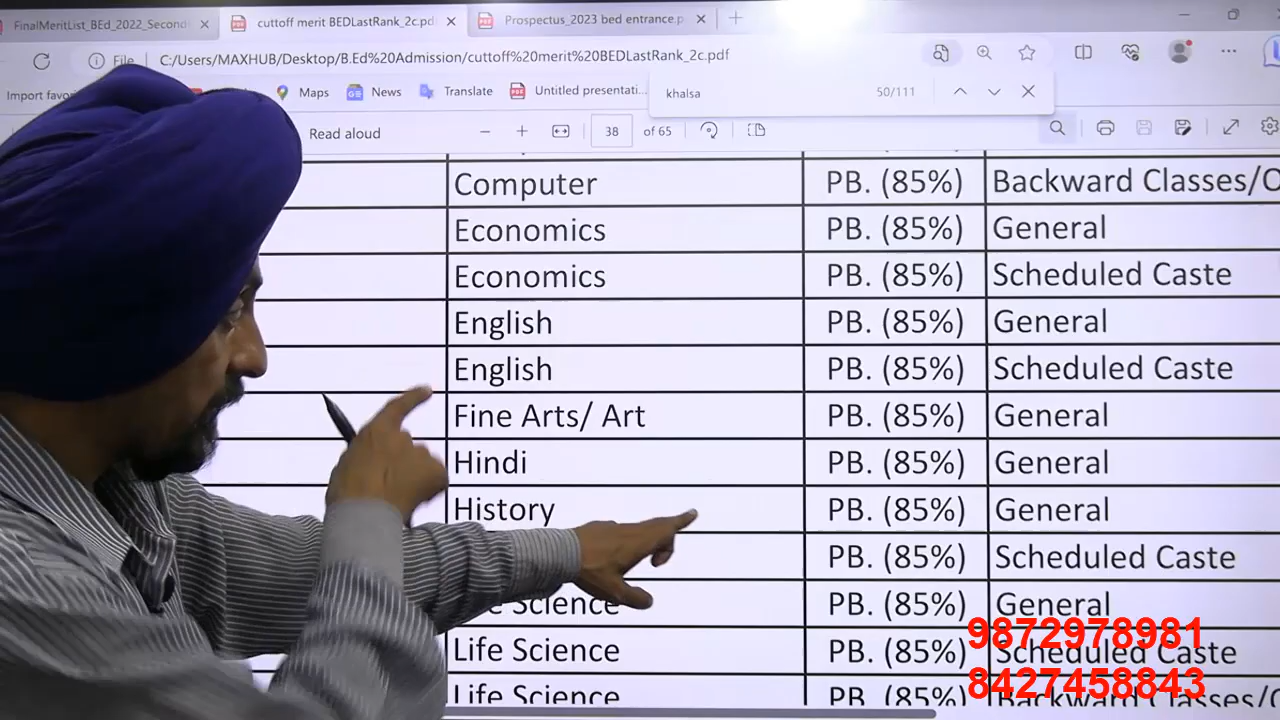 FinalMeritList_BEd_2022_Second
cuttoff merit BEDLastRank_2c.pdf
Prospectus_2023 bed entrance.p
File C:/Users/MAXHUB/Desktop/B.Ed%20Admission/cuttoff%20merit%20BEDLastRank_2c.pdf
Import favori Maps News Translate Untitled presentati...
khalsa 50/111
Read aloud 38 of 65
Computer PB. (85%) Backward Classes/O
Economics PB. (85%) General
Economics PB. (85%) Scheduled Caste
English PB. (85%) General
English PB. (85%) Scheduled Caste
Fine Arts/ Art PB. (85%) General
Hindi PB. (85%) General
History PB. (85%) General
PB. (85%) Scheduled Caste
e Science PB. (85%) General
Life Science PB. (85%) Scheduled Caste
Life Science PB. (85%) Backward Classes/O
9872978981
8427458843